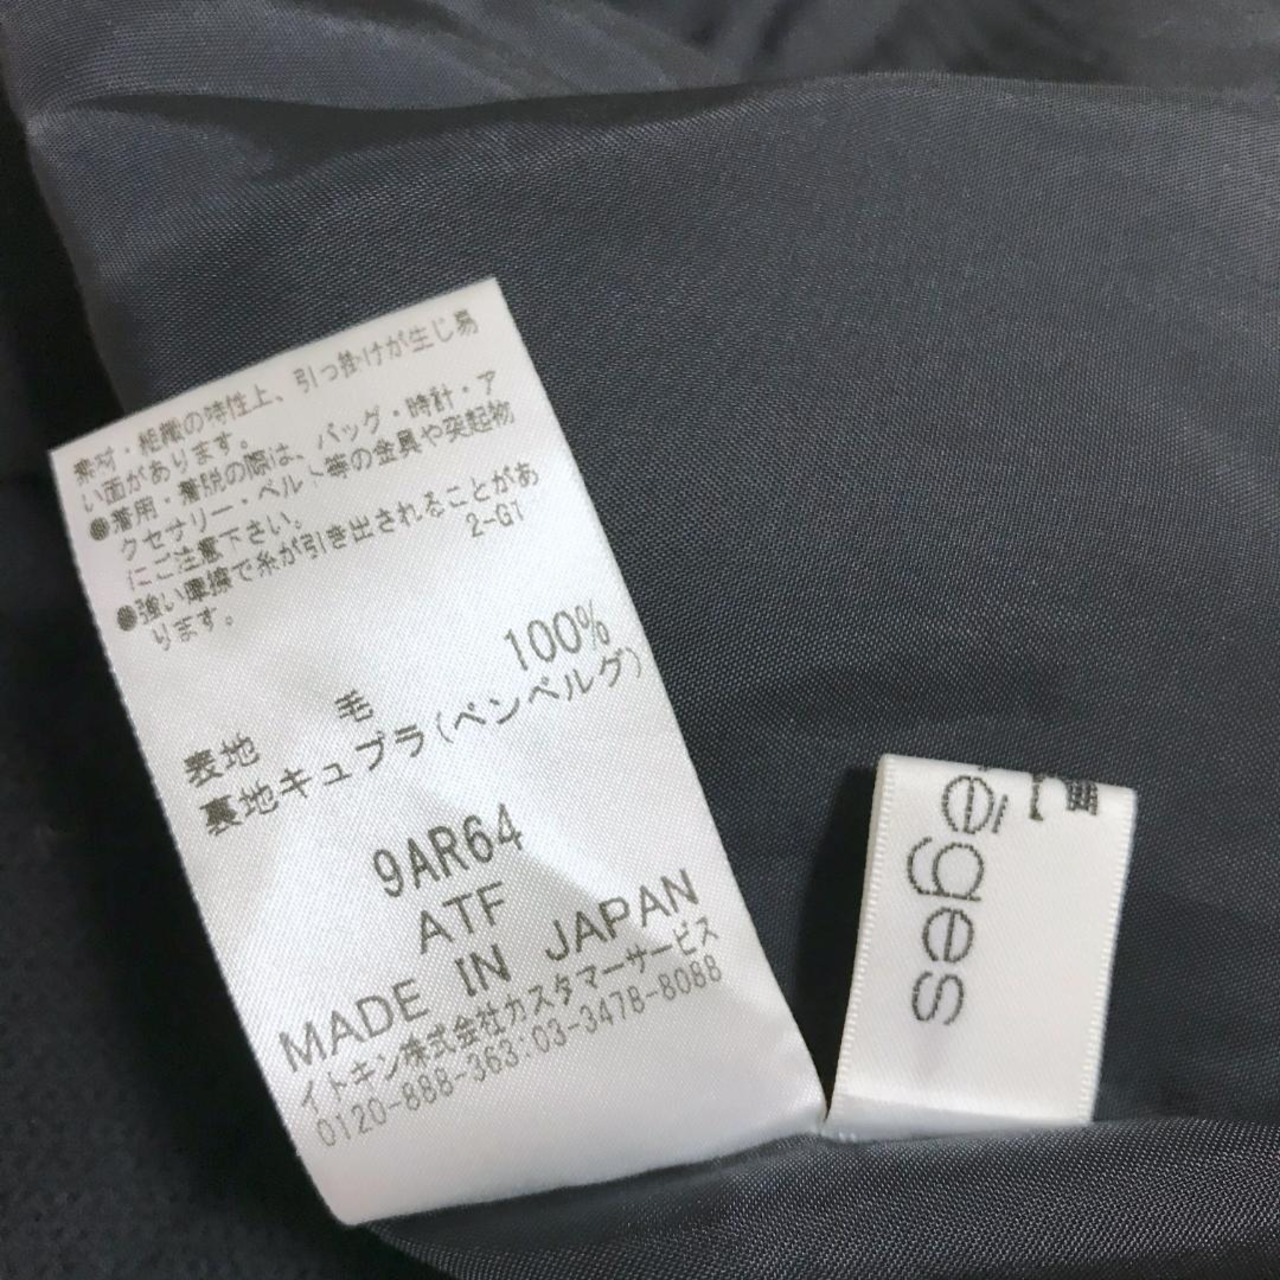 素材・組織の特性上、引っ掛けが生じ易
い面があります。
●着用・着脱の際は、バッグ・時計・ア
クセサリー・ベルト等の金具や突起物
にご注意下さい。
●強い摩擦で糸が引き出されることがあ
ります。
2-G1
表地 毛 100%
裏地キュプラ(ベンベルグ)
9AR64
ATF
MADE IN JAPAN
イトキン株式会社カスタマーサービス
0120-888-363:03-3478-8088
ēges